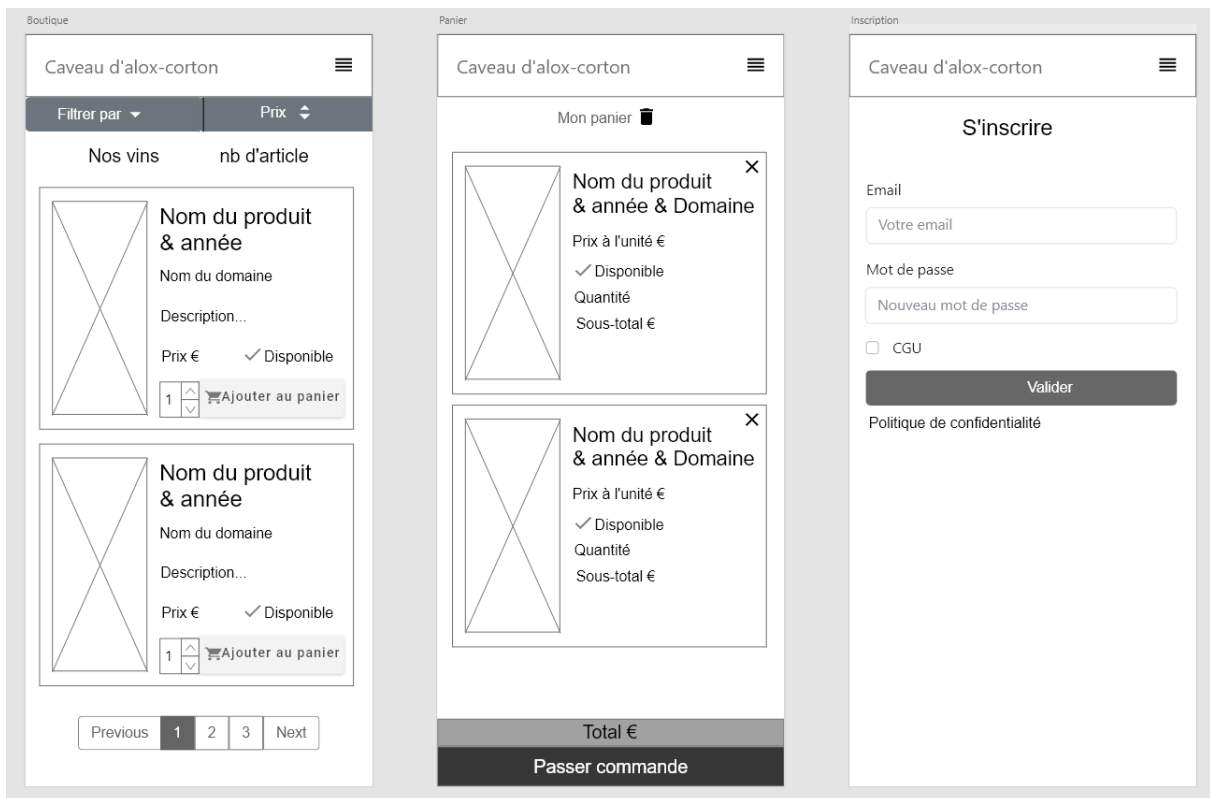 Boutique
Caveau d'alox-corton
Filtrer par
Prix
Nos vins
nb d'article
Nom du produit
& année
Nom du domaine
Description...
Prix €
Disponible
1
Ajouter au panier
Nom du produit
& année
Nom du domaine
Description...
Prix €
Disponible
1
Ajouter au panier
Previous
1
2
3
Next
Panier
Caveau d'alox-corton
Mon panier
Nom du produit
& année & Domaine
Prix à l'unité €
Disponible
Quantité
Sous-total €
Nom du produit
& année & Domaine
Prix à l'unité €
Disponible
Quantité
Sous-total €
Total €
Passer commande
Inscription
Caveau d'alox-corton
S'inscrire
Email
Votre email
Mot de passe
Nouveau mot de passe
CGU
Valider
Politique de confidentialité